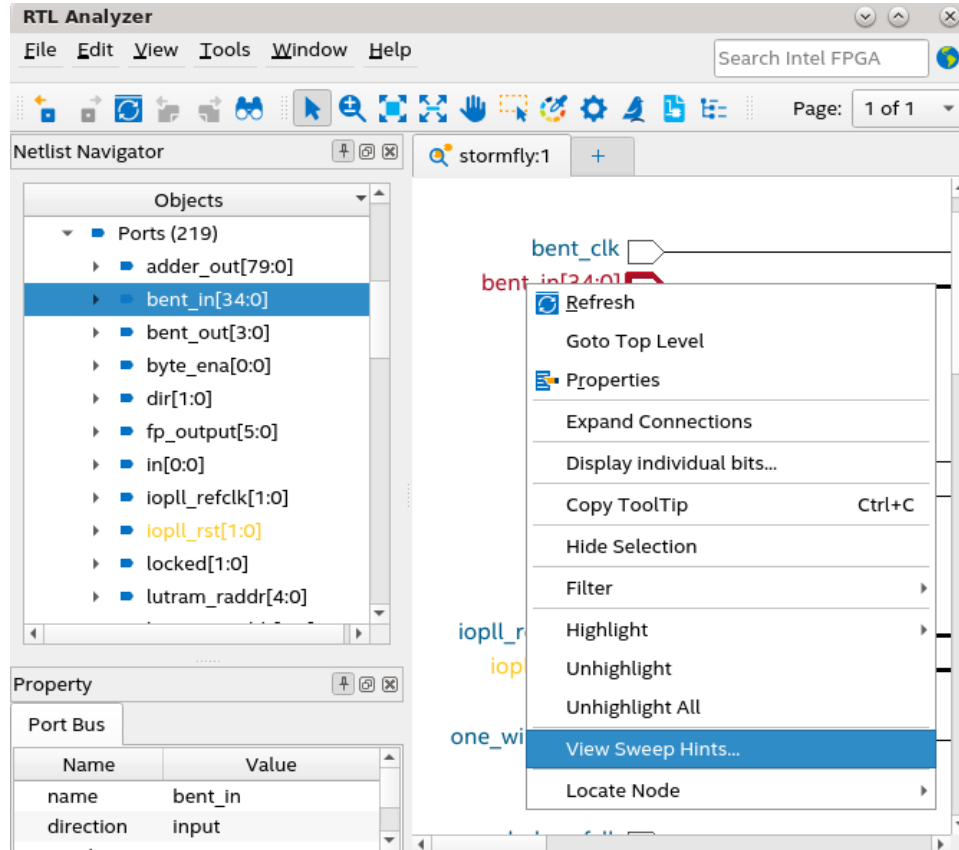 RTL Analyzer
File Edit View Tools Window Help
Search Intel FPGA
Page: 1 of 1
Netlist Navigator
Objects
Ports (219)
adder_out[79:0]
bent_in[34:0]
bent_out[3:0]
byte_ena[0:0]
dir[1:0]
fp_output[5:0]
in[0:0]
iopll_refclk[1:0]
iopll_rst[1:0]
locked[1:0]
lutram_raddr[4:0]
Property
Port Bus
Name Value
name bent_in
direction input
stormfly:1 +
bent_clk
bent_in[34:0]
iopll_r
iopl
one_wi
Refresh
Goto Top Level
Properties
Expand Connections
Display individual bits...
Copy ToolTip Ctrl+C
Hide Selection
Filter
Highlight
Unhighlight
Unhighlight All
View Sweep Hints...
Locate Node